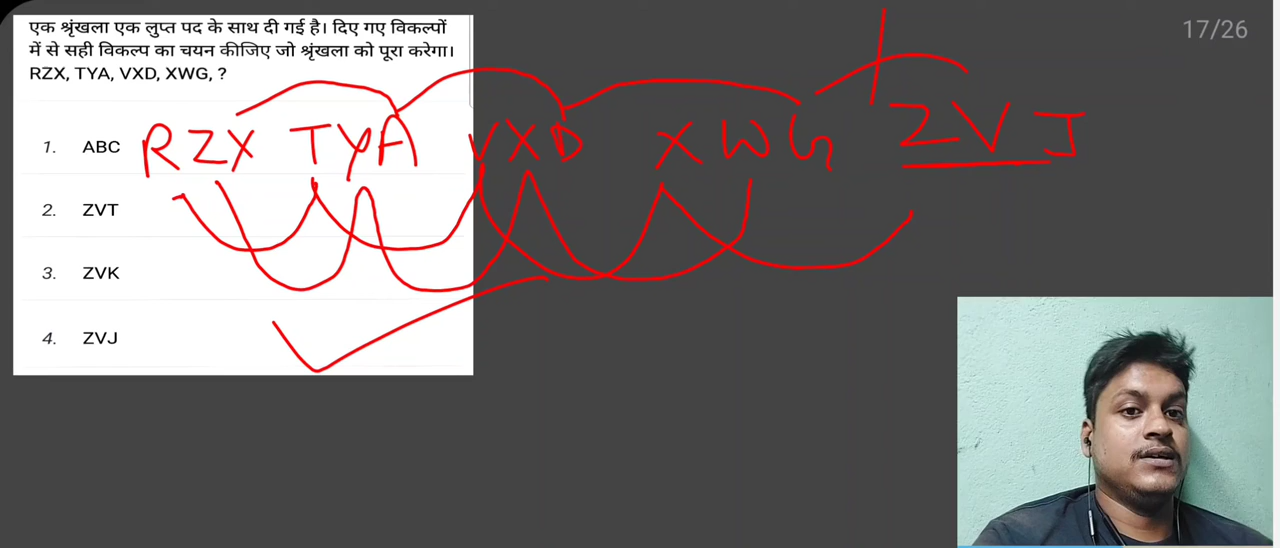 17/26
एक श्रृंखला एक लुप्त पद के साथ दी गई है। दिए गए विकल्पों
में से सही विकल्प का चयन कीजिए जो श्रृंखला को पूरा करेगा।
RZX, TYA, VXD, XWG, ?
RZX TYA VXD XWG ZVJ
1. ABC
2. ZVT
3. ZVK
4. ZVJ